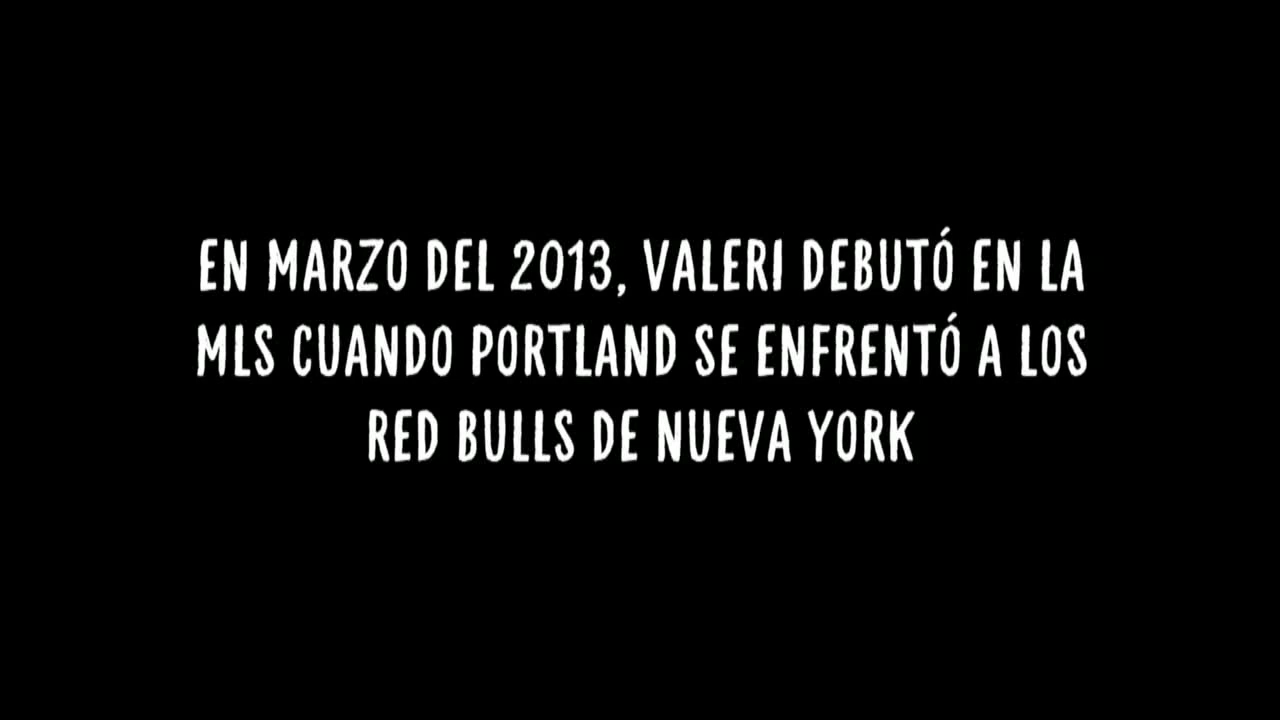 EN MARZO DEL 2013, VALERI DEBUTÓ EN LA
MLS CUANDO PORTLAND SE ENFRENTÓ A LOS
RED BULLS DE NUEVA YORK